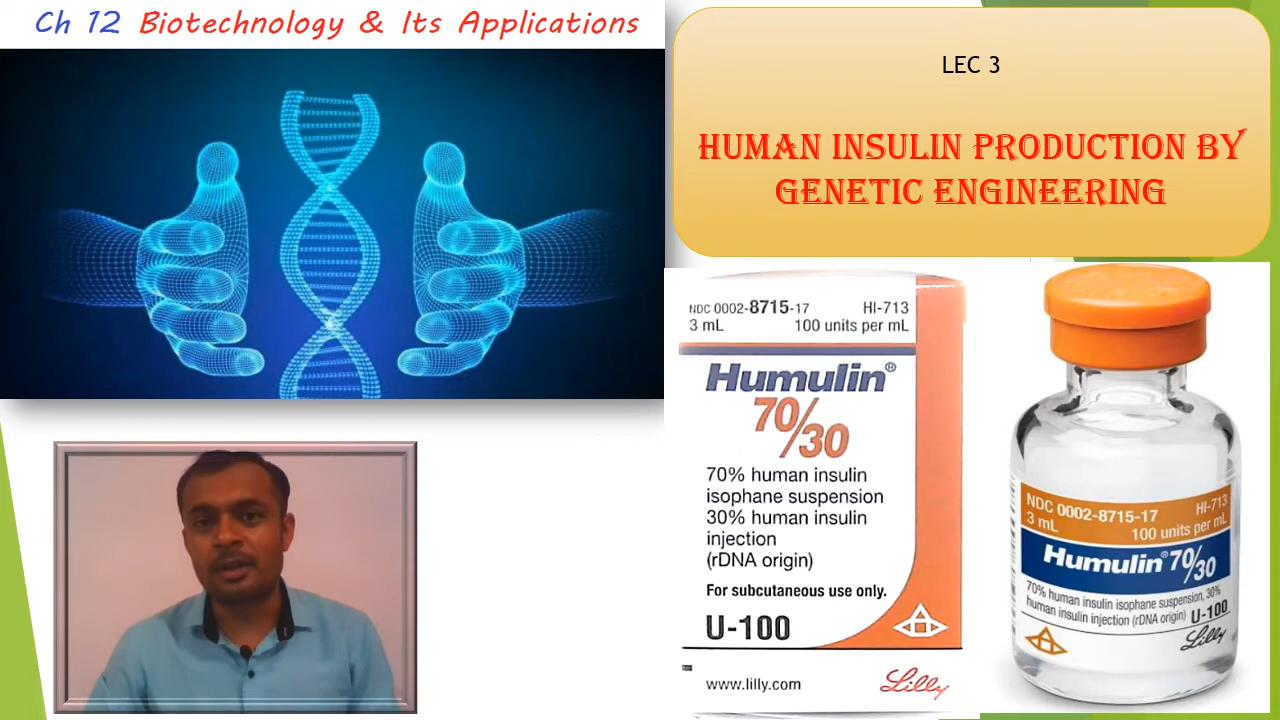 Ch 12 Biotechnology & Its Applications
LEC 3
HUMAN INSULIN PRODUCTION BY
GENETIC ENGINEERING
NDC 0002-8715-17 HI-713
3 mL 100 units per mL
Humulin®
70/30
70% human insulin
isophane suspension
30% human insulin
injection
(rDNA origin)
For subcutaneous use only.
U-100
www.lilly.com Lilly
NDC 0002-8715-17 HI-713
3 mL 100 units per mL
Humulin® 70/30
70% human insulin isophane suspension, 30%
human insulin injection (rDNA origin) U-100
Lilly